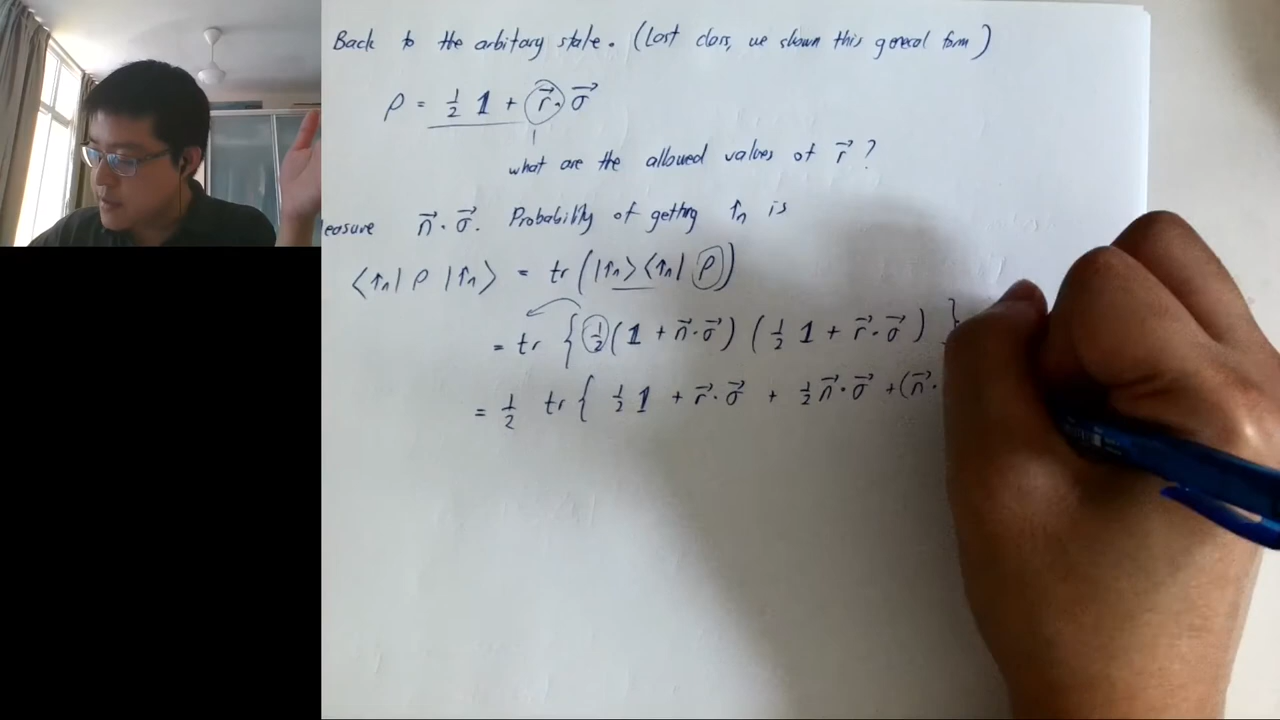 Back to the arbitary state. (Last class, we shown this general form)
ρ = 1/2 𝟙 + r⃗·σ⃗
what are the allowed values of r⃗ ?
easure n⃗·σ⃗. Probability of getting ↑n is
⟨↑n| ρ |↑n⟩ = tr(|↑n⟩⟨↑n| ρ)
= tr { 1/2 (𝟙 + n⃗·σ⃗) (1/2 𝟙 + r⃗·σ⃗) }
= 1/2 tr { 1/2 𝟙 + r⃗·σ⃗ + 1/2 n⃗·σ⃗ + (n⃗·